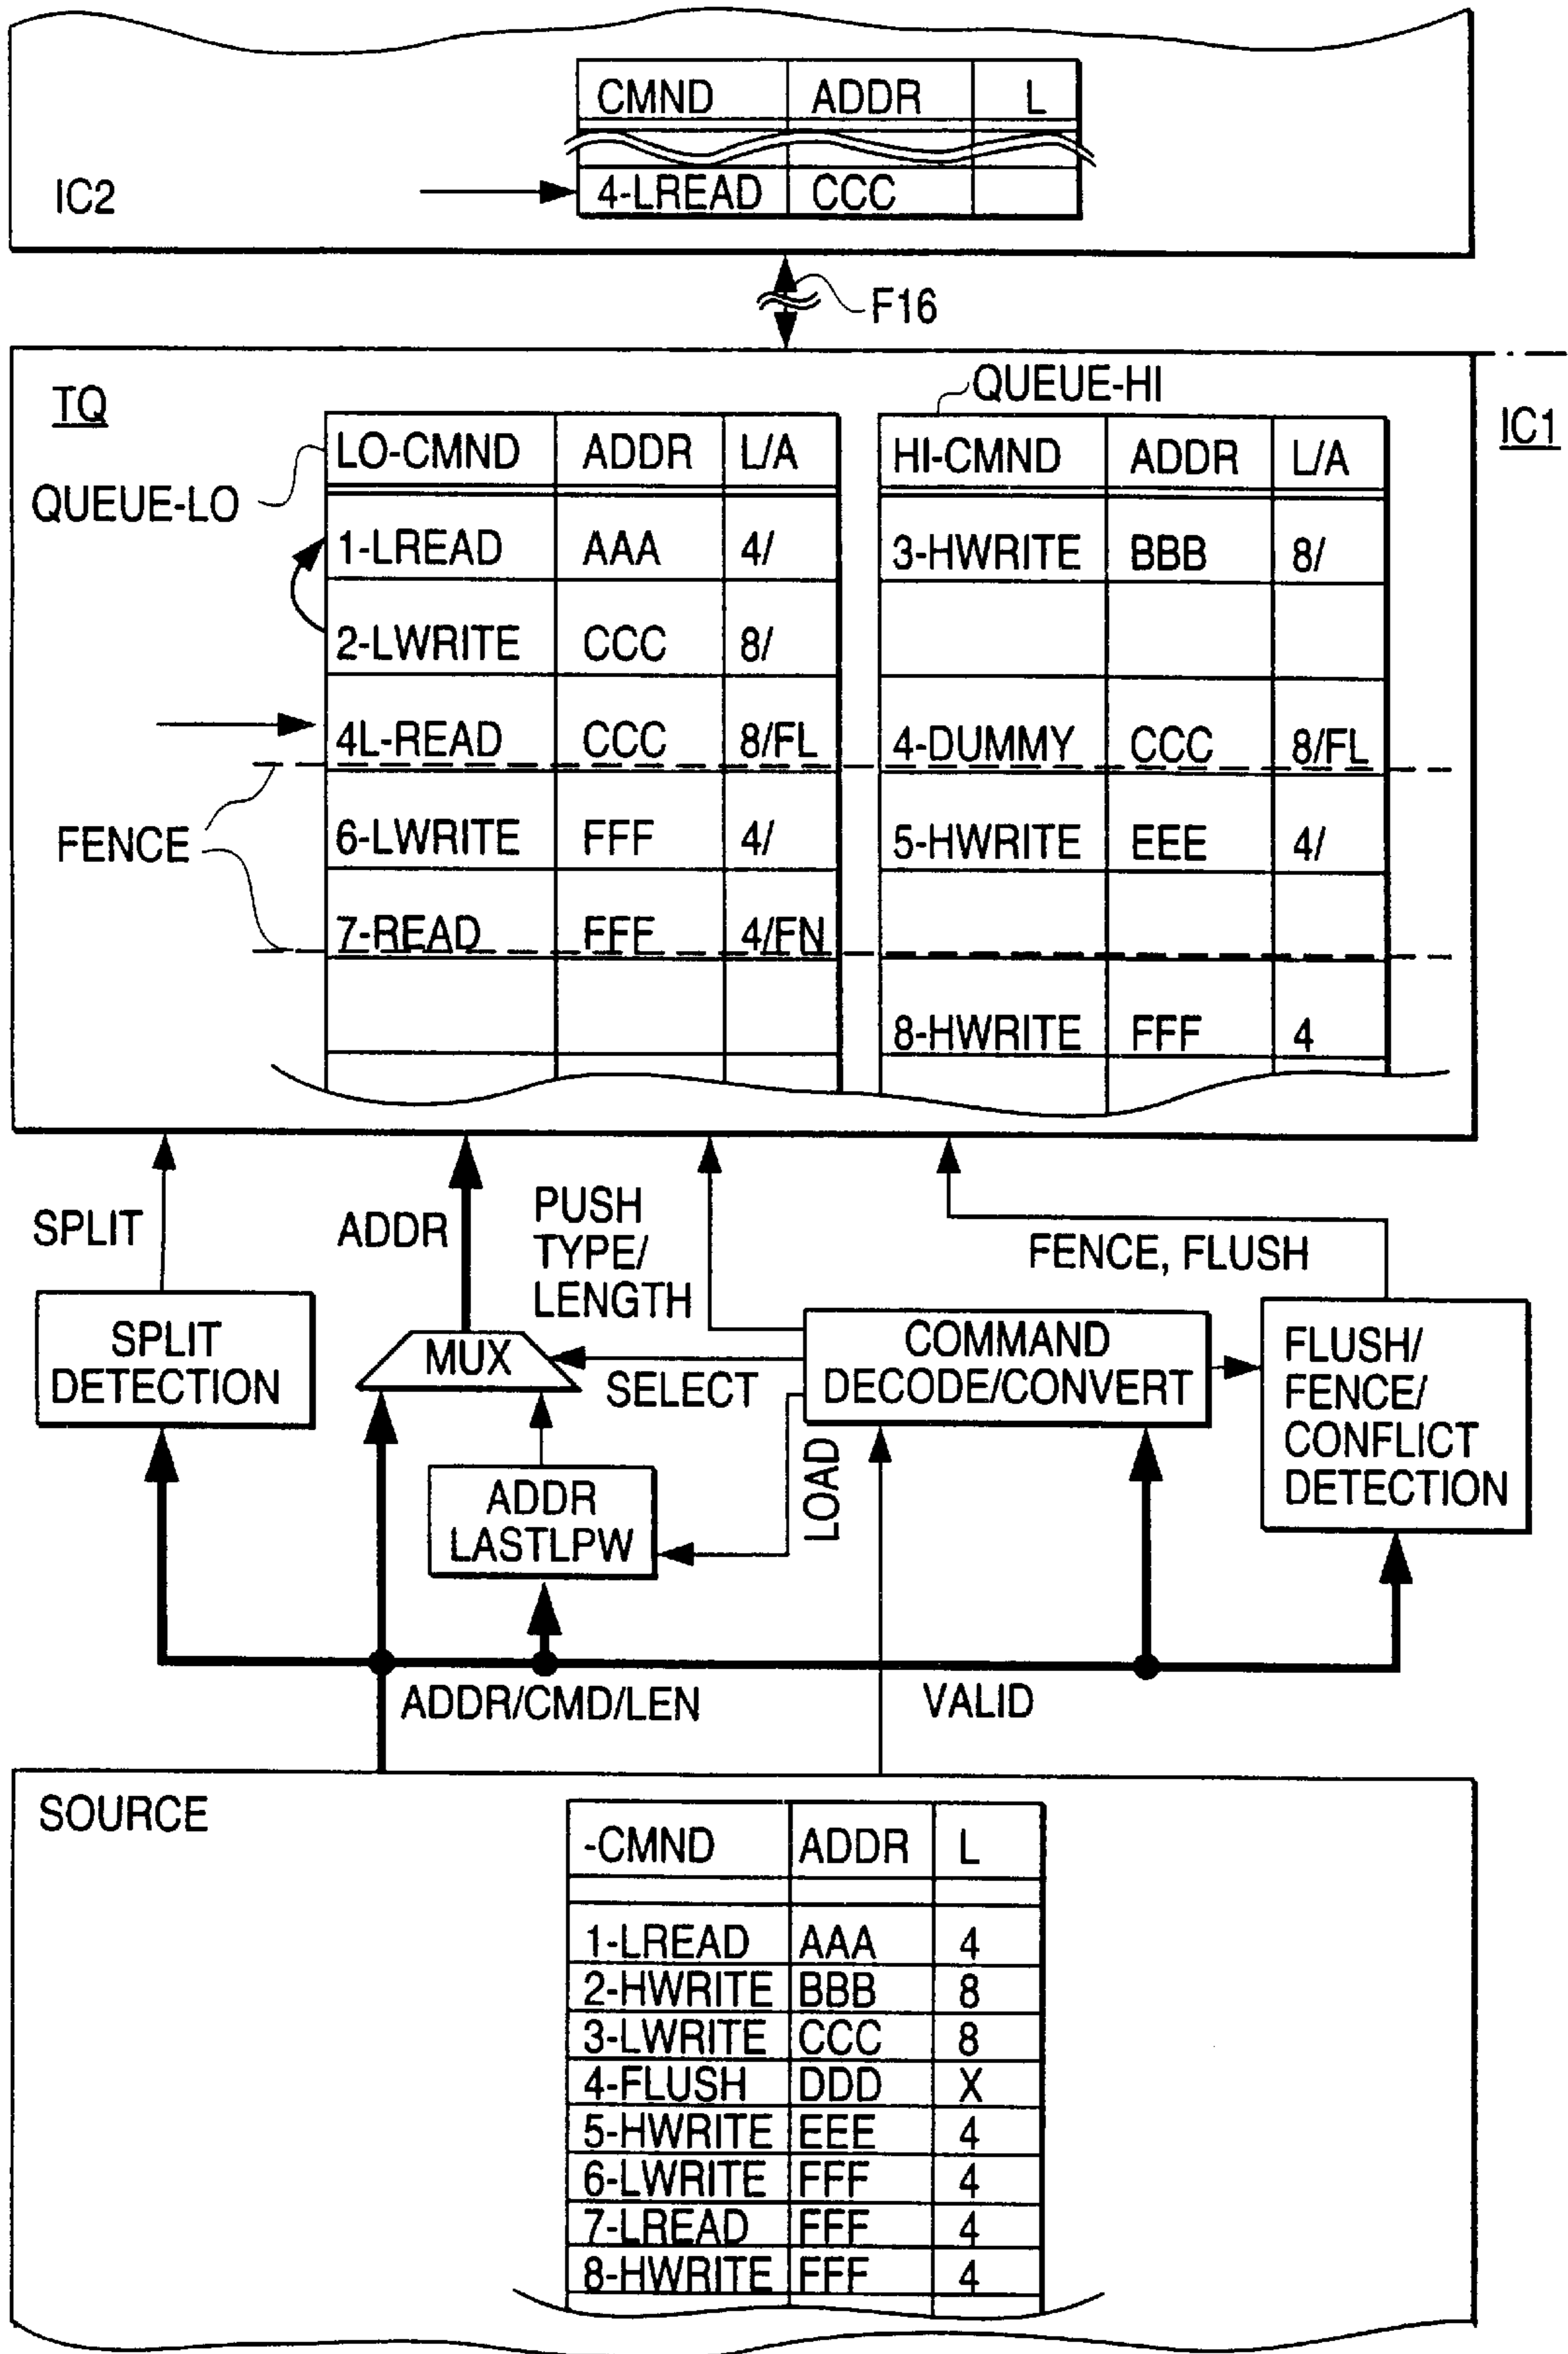 CMND ADDR L
4-LREAD CCC
IC2
F16
TQ
QUEUE-HI
IC1
QUEUE-LO
LO-CMND ADDR L/A
1-LREAD AAA 4/
2-LWRITE CCC 8/
4L-READ CCC 8/FL
6-LWRITE FFF 4/
7-READ FFF 4/FN
HI-CMND ADDR L/A
3-HWRITE BBB 8/
4-DUMMY CCC 8/FL
5-HWRITE EEE 4/
8-HWRITE FFF 4
FENCE
SPLIT
ADDR
PUSH
TYPE/
LENGTH
FENCE, FLUSH
SPLIT
DETECTION
MUX
SELECT
COMMAND
DECODE/CONVERT
FLUSH/
FENCE/
CONFLICT
DETECTION
ADDR
LASTLPW
LOAD
ADDR/CMD/LEN
VALID
SOURCE
-CMND ADDR L
1-LREAD AAA 4
2-HWRITE BBB 8
3-LWRITE CCC 8
4-FLUSH DDD X
5-HWRITE EEE 4
6-LWRITE FFF 4
7-LREAD FFF 4
8-HWRITE FFF 4